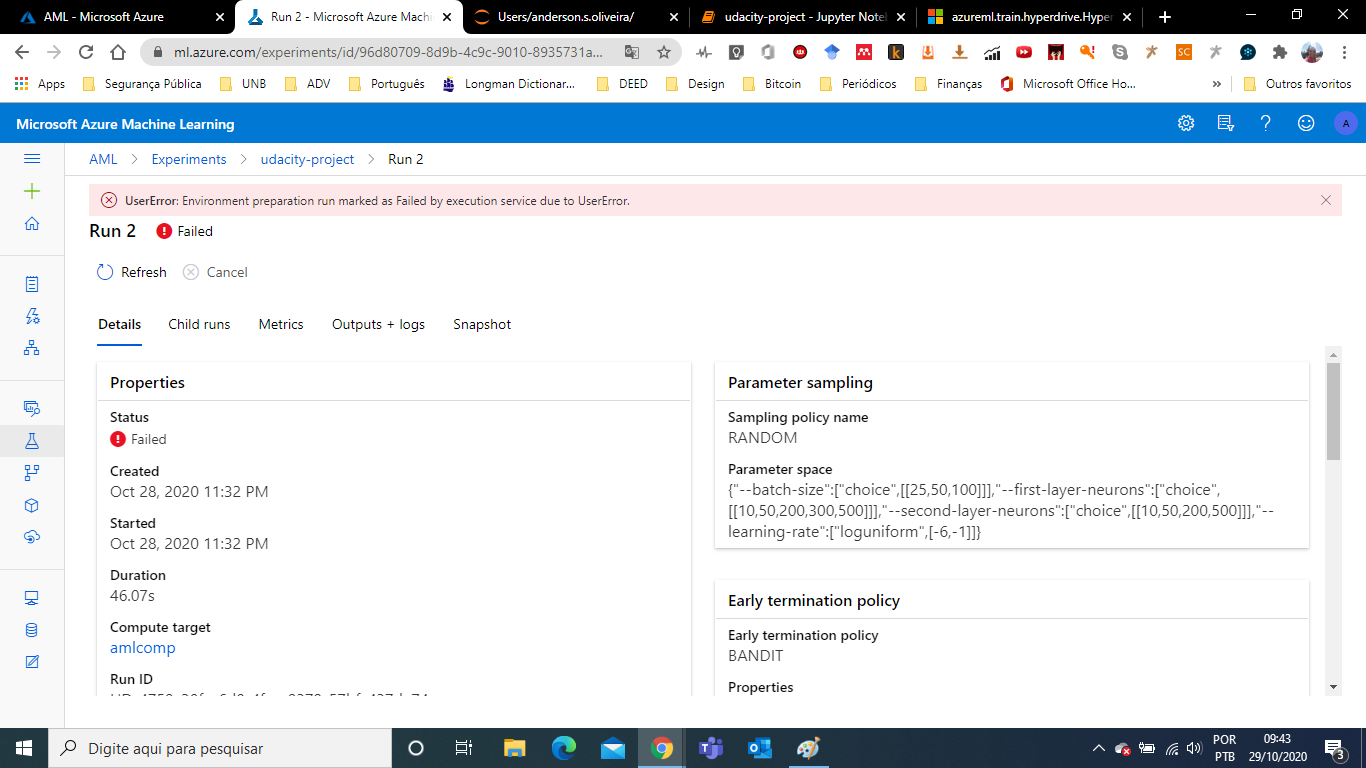 AML - Microsoft Azure
Run 2 - Microsoft Azure Machi
Users/anderson.s.oliveira/
udacity-project - Jupyter Note
azureml.train.hyperdrive.Hyper
ml.azure.com/experiments/id/96d80709-8d9b-4c9c-9010-8935731a...
Apps
Segurança Pública
UNB
ADV
Português
Longman Dictionar...
DEED
Design
Bitcoin
Periódicos
Finanças
Microsoft Office Ho...
»
Outros favoritos
Microsoft Azure Machine Learning
A
AML > Experiments > udacity-project > Run 2
UserError: Environment preparation run marked as Failed by execution service due to UserError.
Run 2
Failed
Refresh
Cancel
Details
Child runs
Metrics
Outputs + logs
Snapshot
Properties
Status
Failed
Created
Oct 28, 2020 11:32 PM
Started
Oct 28, 2020 11:32 PM
Duration
46.07s
Compute target
amlcomp
Run ID
Parameter sampling
Sampling policy name
RANDOM
Parameter space
{"--batch-size":["choice",[[25,50,100]]],"--first-layer-neurons":["choice",
[[10,50,200,300,500]]],"--second-layer-neurons":["choice",[[10,50,200,500]]],"--
learning-rate":["loguniform",[-6,-1]]}
Early termination policy
Early termination policy
BANDIT
Properties
Digite aqui para pesquisar
POR
PTB
09:43
29/10/2020
3